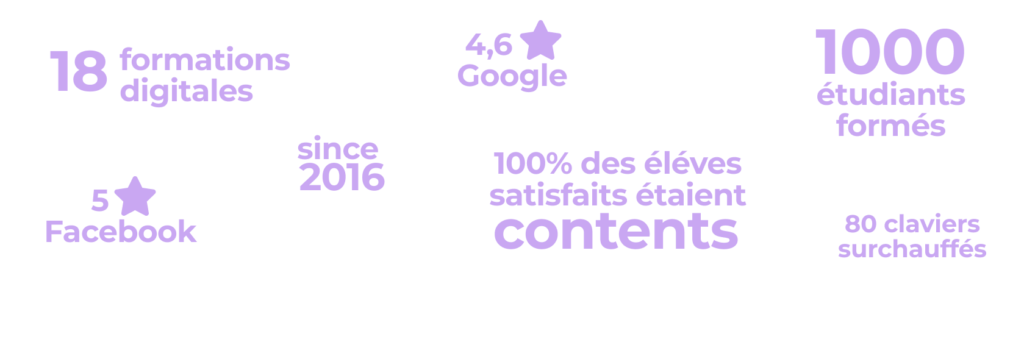 18 formations
digitales
4,6
Google
1000
étudiants
formés
since
2016
5
Facebook
100% des éléves
satisfaits étaient
contents
80 claviers
surchauffés